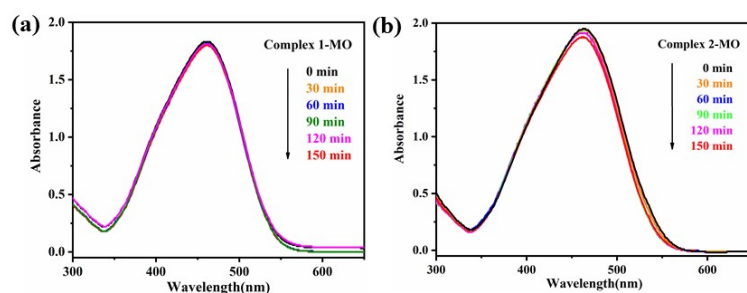 (a)
Complex 1-MO
0 min
30 min
60 min
90 min
120 min
150 min
Absorbance
2.0
1.5
1.0
0.5
0.0
300 400 500 600
Wavelength(nm)
(b)
Complex 2-MO
0 min
30 min
60 min
90 min
120 min
150 min
Absorbance
2.0
1.5
1.0
0.5
0.0
300 400 500 600
Wavelength(nm)